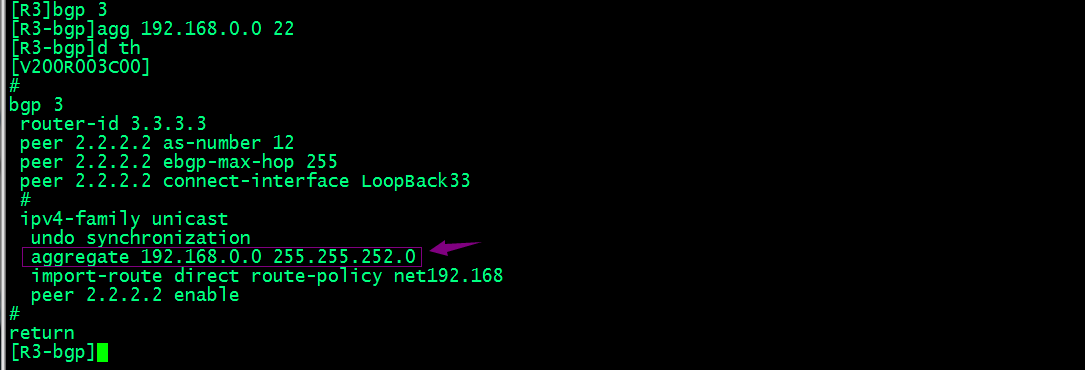 [R3]bgp 3
[R3-bgp]agg 192.168.0.0 22
[R3-bgp]d th
[V200R003C00]
#
bgp 3
 router-id 3.3.3.3
 peer 2.2.2.2 as-number 12
 peer 2.2.2.2 ebgp-max-hop 255
 peer 2.2.2.2 connect-interface LoopBack33
 #
 ipv4-family unicast
  undo synchronization
  aggregate 192.168.0.0 255.255.252.0
  import-route direct route-policy net192.168
  peer 2.2.2.2 enable
#
return
[R3-bgp]